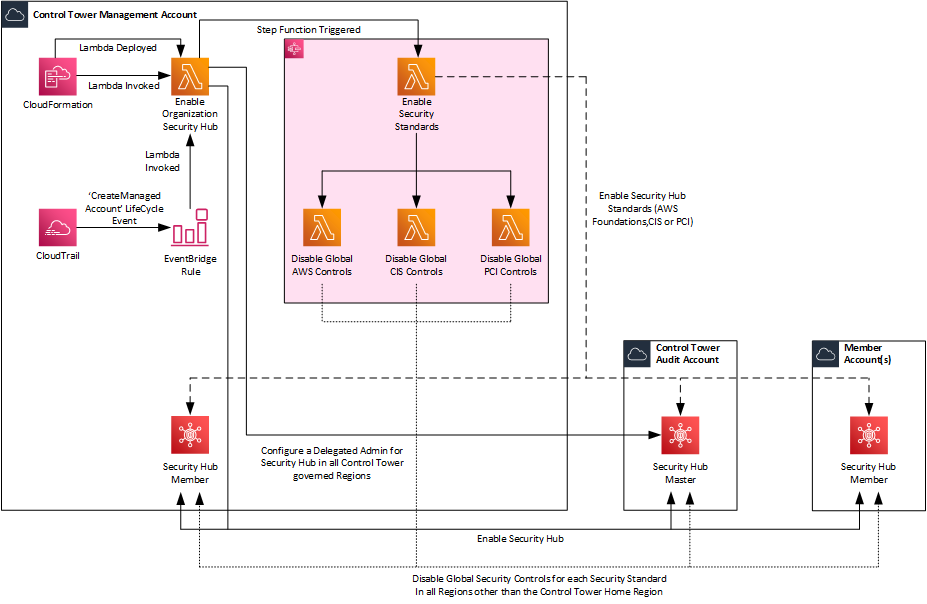 Control Tower Management Account
Step Function Triggered
Lambda Deployed
Lambda Invoked
CloudFormation
Enable
Organization
Security Hub
Enable
Security
Standards
Lambda
Invoked
‘CreateManaged
Account’ LifeCycle
Event
CloudTrail
EventBridge
Rule
Disable Global
AWS Controls
Disable Global
CIS Controls
Disable Global
PCI Controls
Enable Security Hub
Standards (AWS
Foundations,CIS or PCI)
Control Tower
Audit Account
Member
Account(s)
Security Hub
Member
Configure a Delegated Admin for
Security Hub in all Control Tower
governed Regions
Security Hub
Master
Security Hub
Member
Enable Security Hub
Disable Global Security Controls for each Security Standard
In all Regions other than the Control Tower Home Region